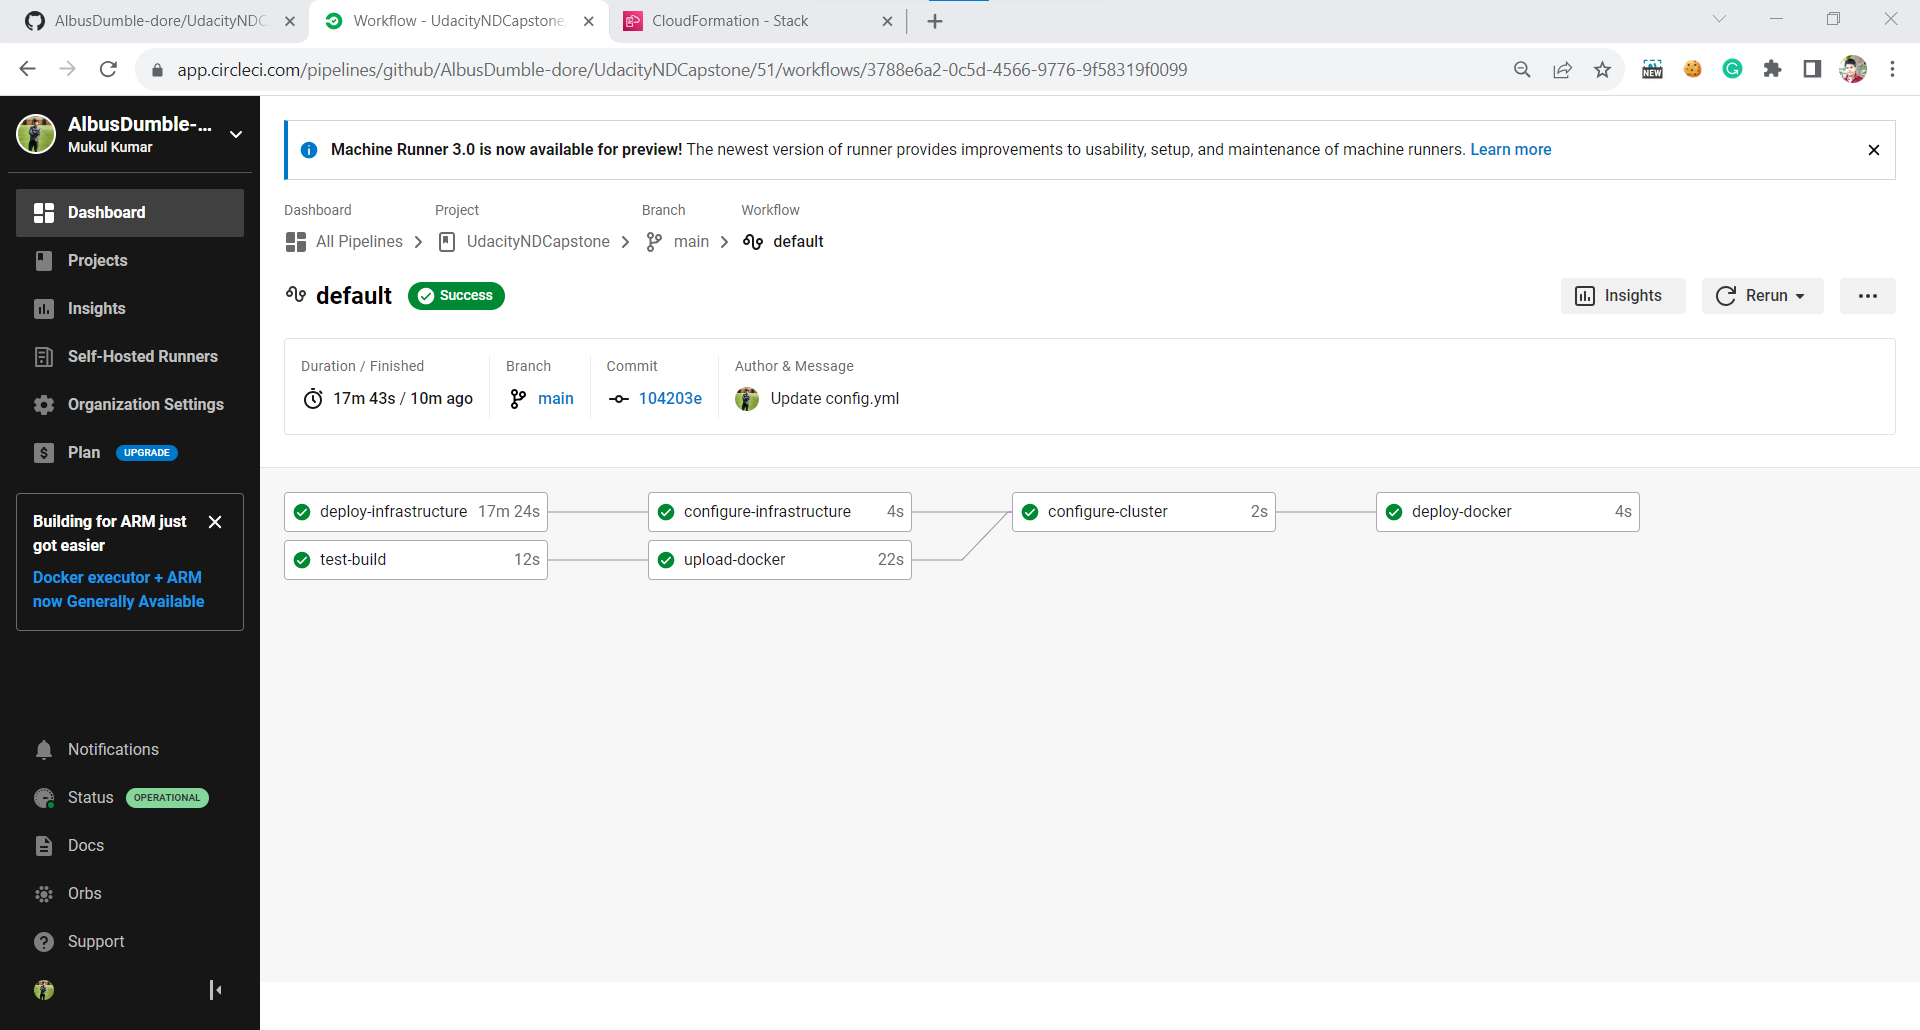 AlbusDumble-dore/UdacityNDC
Workflow - UdacityNDCapstone
CloudFormation - Stack
app.circleci.com/pipelines/github/AlbusDumble-dore/UdacityNDCapstone/51/workflows/3788e6a2-0c5d-4566-9776-9f58319f0099
NEW
AlbusDumble-...
Mukul Kumar
Dashboard
Projects
Insights
Self-Hosted Runners
Organization Settings
Plan UPGRADE
Building for ARM just
got easier
Docker executor + ARM
now Generally Available
Notifications
Status OPERATIONAL
Docs
Orbs
Support
Machine Runner 3.0 is now available for preview! The newest version of runner provides improvements to usability, setup, and maintenance of machine runners. Learn more
Dashboard Project Branch Workflow
All Pipelines UdacityNDCapstone main default
default Success
Insights Rerun
Duration / Finished Branch Commit Author & Message
17m 43s / 10m ago main 104203e Update config.yml
deploy-infrastructure 17m 24s configure-infrastructure 4s configure-cluster 2s deploy-docker 4s
test-build 12s upload-docker 22s